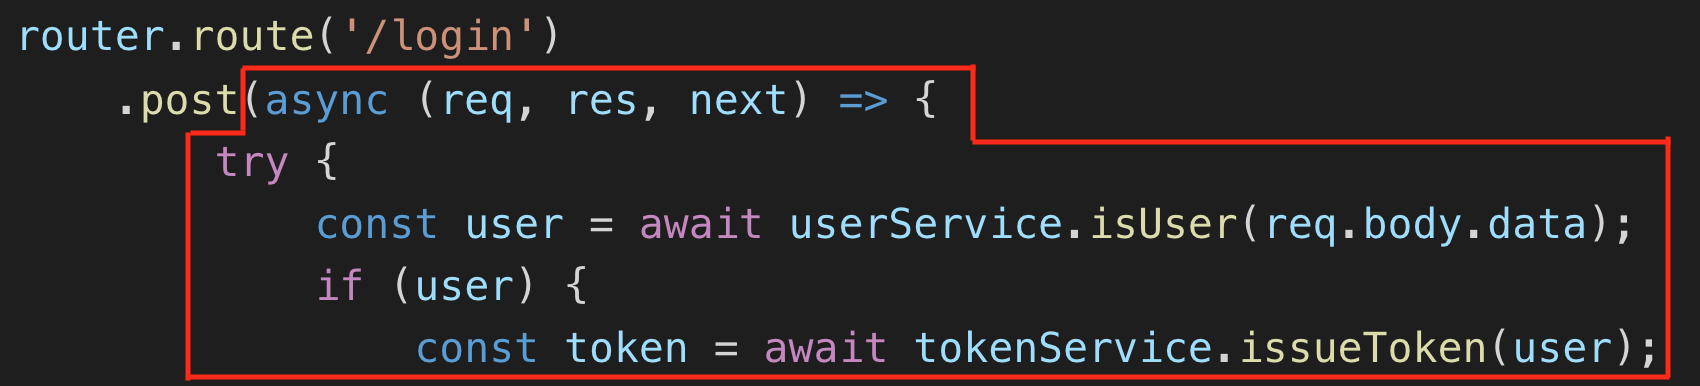 router.route('/login')
.post(async (req, res, next) => {
try {
const user = await userService.isUser(req.body.data);
if (user) {
const token = await tokenService.issueToken(user);